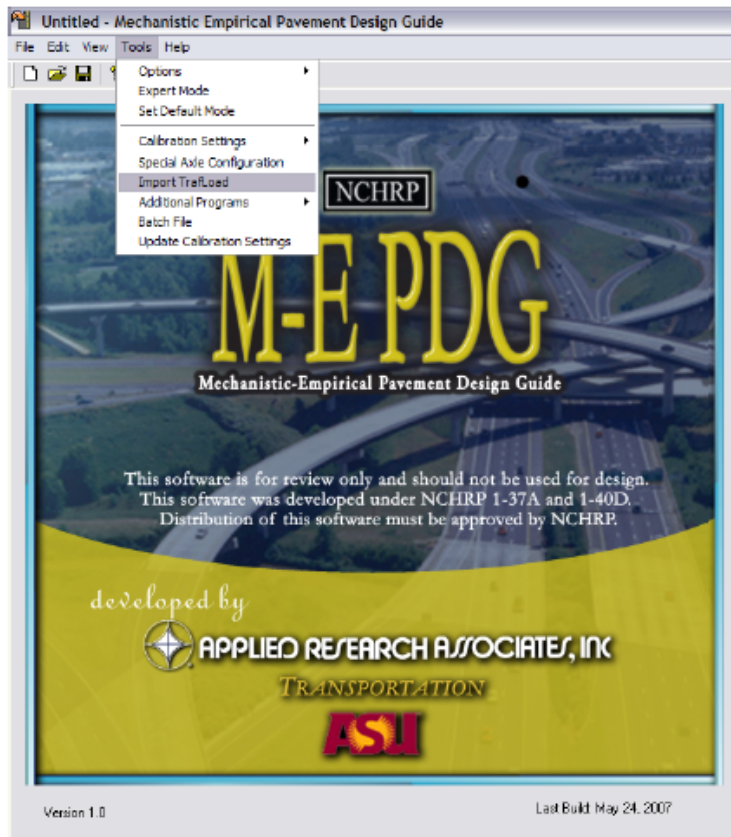 Untitled - Mechanistic Empirical Pavement Design Guide
File Edit View Tools Help
Options
Expert Mode
Set Default Mode
Calibration Settings
Special Axle Configuration
Import TrafLoad
Additional Programs
Batch File
Update Calibration Settings
NCHRP
M-E PDG
Mechanistic-Empirical Pavement Design Guide
This software is for review only and should not be used for design.
This software was developed under NCHRP 1-37A and 1-40D.
Distribution of this software must be approved by NCHRP.
developed by
APPLIED RESEARCH ASSOCIATES, INC
TRANSPORTATION
ASU
Version 1.0
Last Build: May 24, 2007